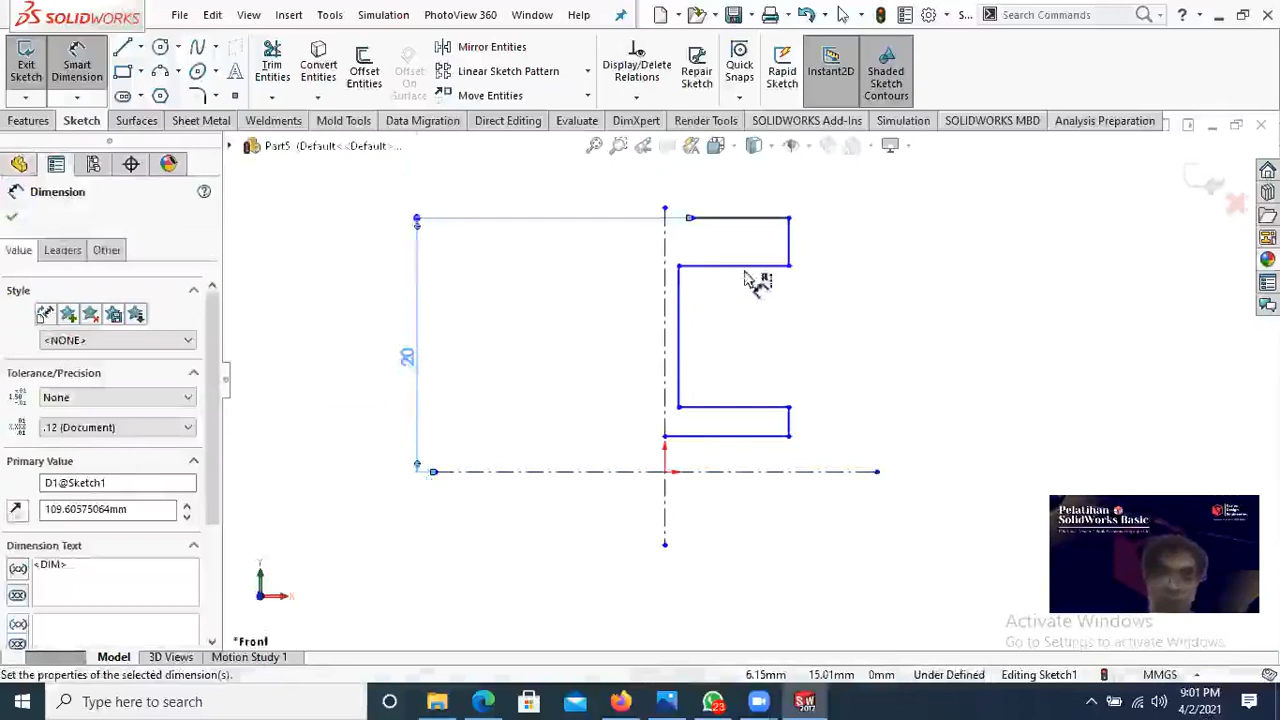 SOLIDWORKS File Edit View Insert Tools Simulation PhotoView 360 Window Help S... Search Commands ?
Exit Sketch
Smart Dimension
Trim Entities
Convert Entities
Offset Entities
Offset On Surface
Mirror Entities
Linear Sketch Pattern
Move Entities
Display/Delete Relations
Repair Sketch
Quick Snaps
Rapid Sketch
Instant2D
Shaded Sketch Contours
Features Sketch Surfaces Sheet Metal Weldments Mold Tools Data Migration Direct Editing Evaluate DimXpert Render Tools SOLIDWORKS Add-Ins Simulation SOLIDWORKS MBD Analysis Preparation
Part5 (Default<<Default>_...
Dimension
Value Leaders Other
Style
<NONE>
Tolerance/Precision
None
.12 (Document)
Primary Value
D1@Sketch1
109.60575064mm
Dimension Text
<DIM>
20
Y
X
*Front
Pelatihan
SolidWorks Basic
Activate Windows
Go to Settings to activate Windows.
Model 3D Views Motion Study 1
Set the properties of the selected dimension(s). 6.15mm 15.01mm 0mm Under Defined Editing Sketch1 MMGS
Type here to search
23
SW
2017
9:01 PM
4/2/2021